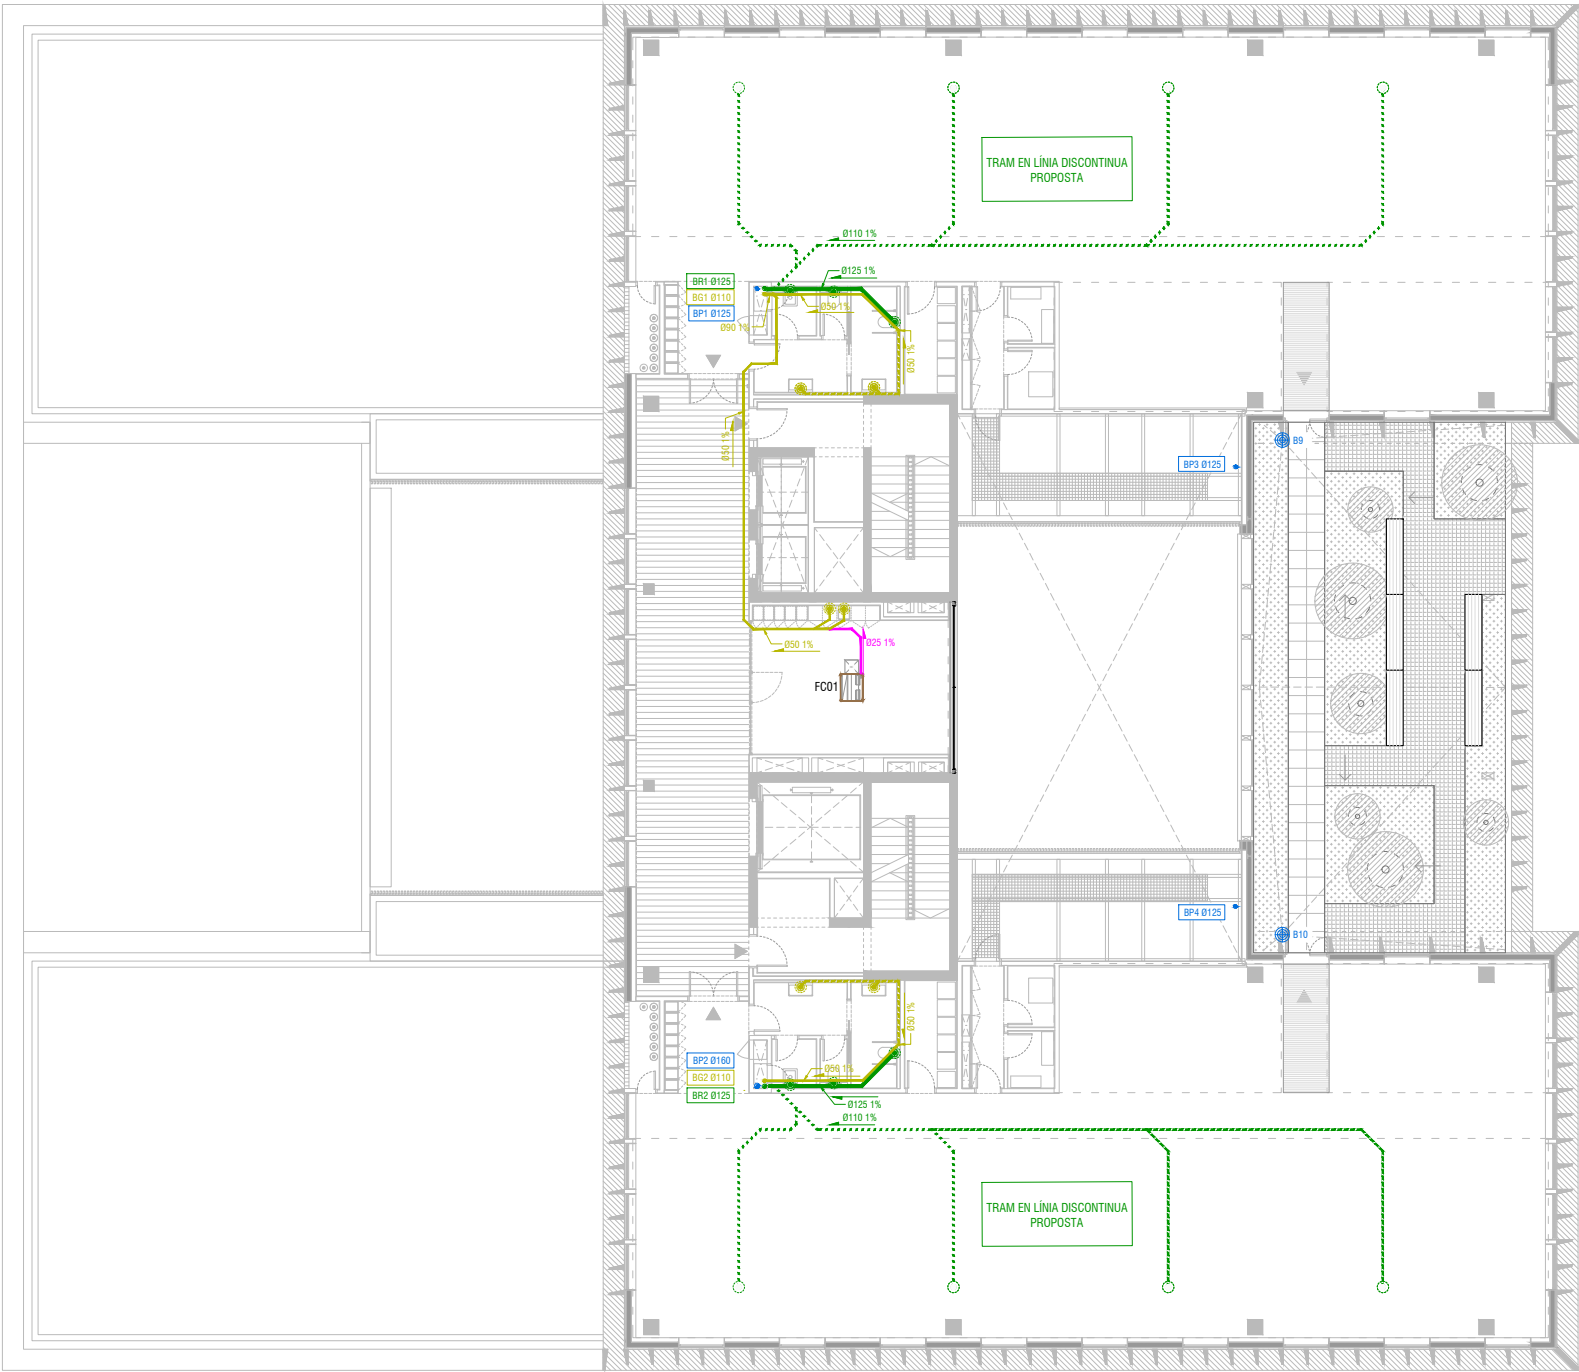 TRAM EN LÍNIA DISCONTINUA
PROPOSTA
Ø110 1%
Ø125 1%
BR1 Ø125
BG1 Ø110
BP1 Ø125
Ø90 1%
Ø50 1%
Ø50 1%
Ø50 1%
B9
BP3 Ø125
Ø50 1%
Ø25 1%
FC01
BP4 Ø125
B10
Ø50 1%
BP2 Ø160
BG2 Ø110
BR2 Ø125
Ø50 1%
Ø125 1%
Ø110 1%
TRAM EN LÍNIA DISCONTINUA
PROPOSTA